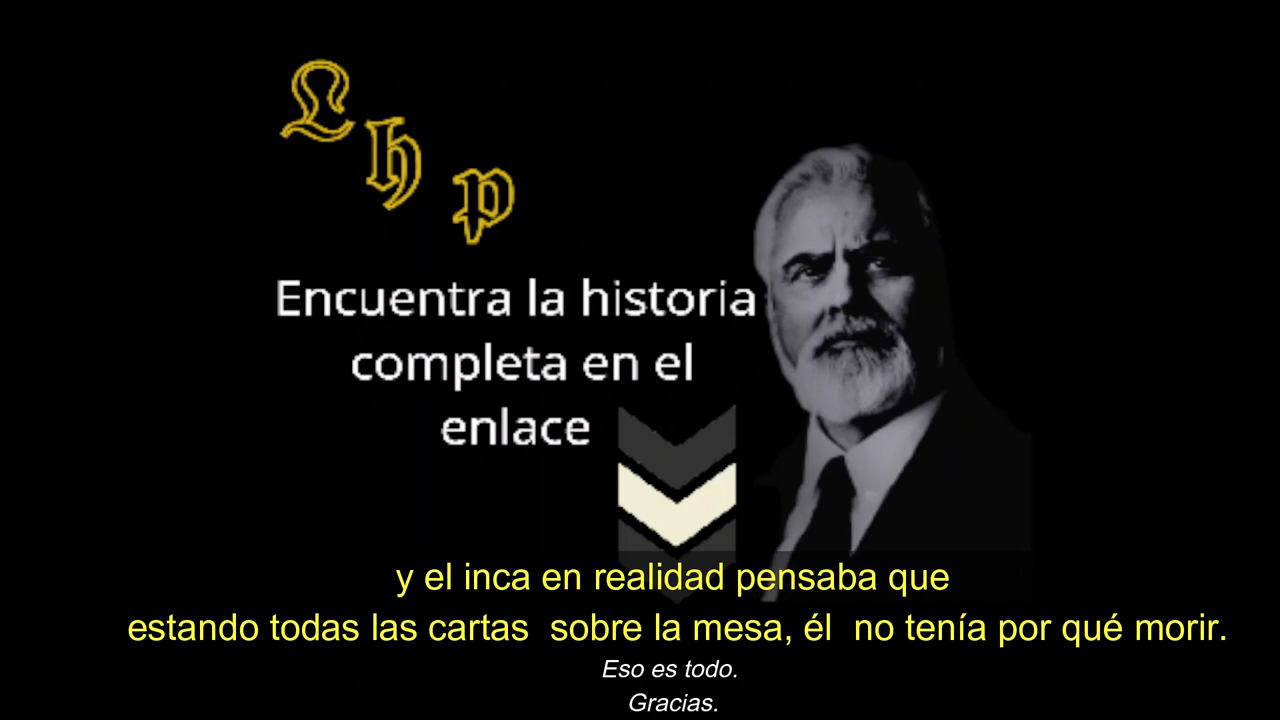 L
h
p
Encuentra la historia
completa en el
enlace
y el inca en realidad pensaba que
estando todas las cartas sobre la mesa, él no tenía por qué morir.
Eso es todo.
Gracias.